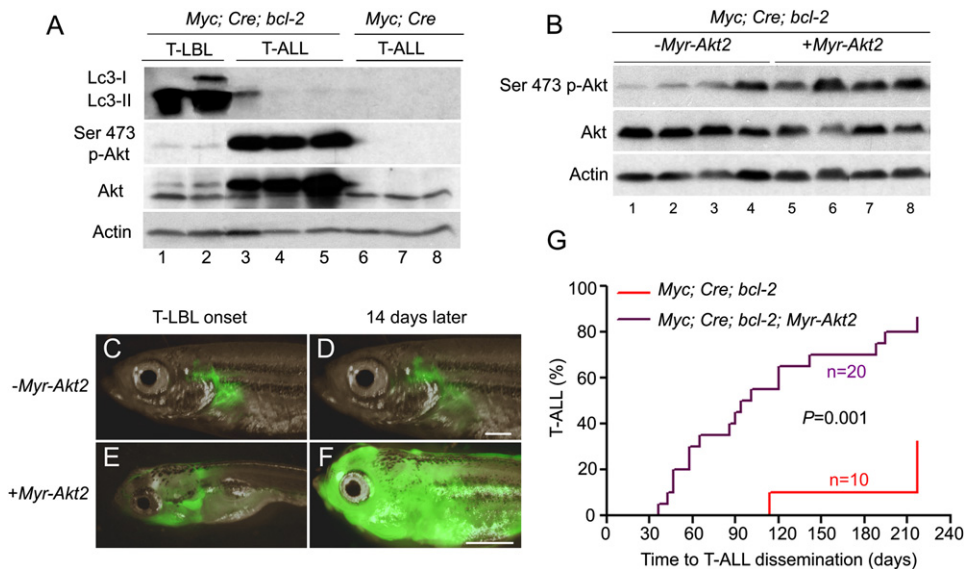 A
Myc; Cre; bcl-2
Myc; Cre
T-LBL
T-ALL
T-ALL
Lc3-I
Lc3-II
Ser 473
p-Akt
Akt
Actin
1 2 3 4 5 6 7 8
B
Myc; Cre; bcl-2
-Myr-Akt2
+Myr-Akt2
Ser 473 p-Akt
Akt
Actin
1 2 3 4 5 6 7 8
T-LBL onset
14 days later
-Myr-Akt2
C
D
+Myr-Akt2
E
F
G
Myc; Cre; bcl-2
Myc; Cre; bcl-2; Myr-Akt2
T-ALL (%)
100
80
60
40
20
0
n=20
P=0.001
n=10
0 30 60 90 120 150 180 210 240
Time to T-ALL dissemination (days)